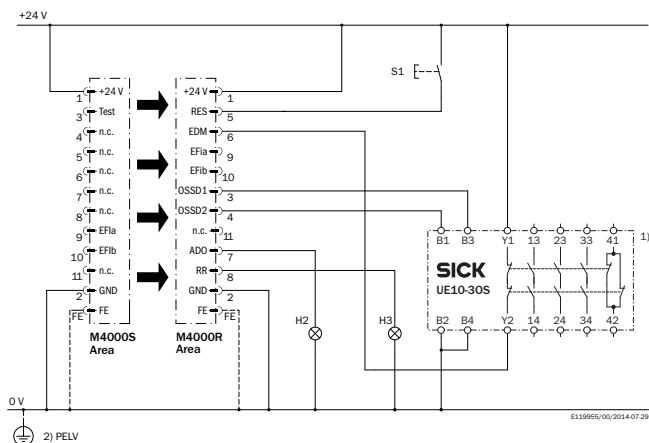 +24 V
S1
+24 V
1
Test
3
n.c.
4
n.c.
5
n.c.
6
n.c.
7
n.c.
8
EFIa
9
EFIb
10
n.c.
11
GND
2
FE
FE
M4000S
Area
+24 V
1
RES
5
EDM
6
EFia
9
EFib
10
OSSD1
3
OSSD2
4
n.c.
11
ADO
7
RR
8
GND
2
FE
FE
M4000R
Area
H2
H3
B1 B3 Y1 13 23 33 41
1)
SICK
UE10-30S
B2 B4 Y2 14 24 34 42
0 V
E119955/00/2014-07-29
2) PELV